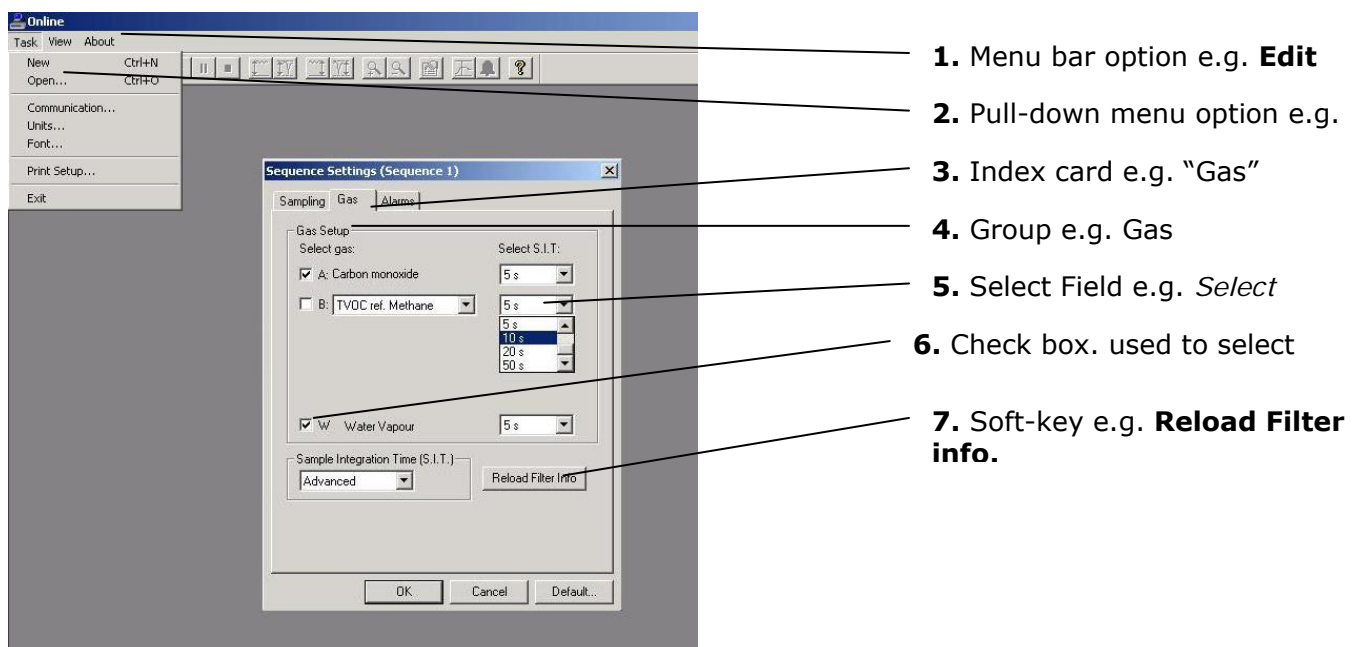 Online
Task View About
New Ctrl+N
Open... Ctrl+O
Communication...
Units...
Font...
Print Setup...
Exit
Sequence Settings (Sequence 1)
Sampling Gas Alarms
Gas Setup
Select gas: Select S.I.T:
A: Carbon monoxide 5 s
B: TVOC ref. Methane 5 s
5 s
10 s
20 s
50 s
W Water Vapour 5 s
Sample Integration Time (S.I.T.)
Advanced Reload Filter Info
OK Cancel Default...
1. Menu bar option e.g. Edit
2. Pull-down menu option e.g.
3. Index card e.g. “Gas”
4. Group e.g. Gas
5. Select Field e.g. Select
6. Check box. used to select
7. Soft-key e.g. Reload Filter
info.